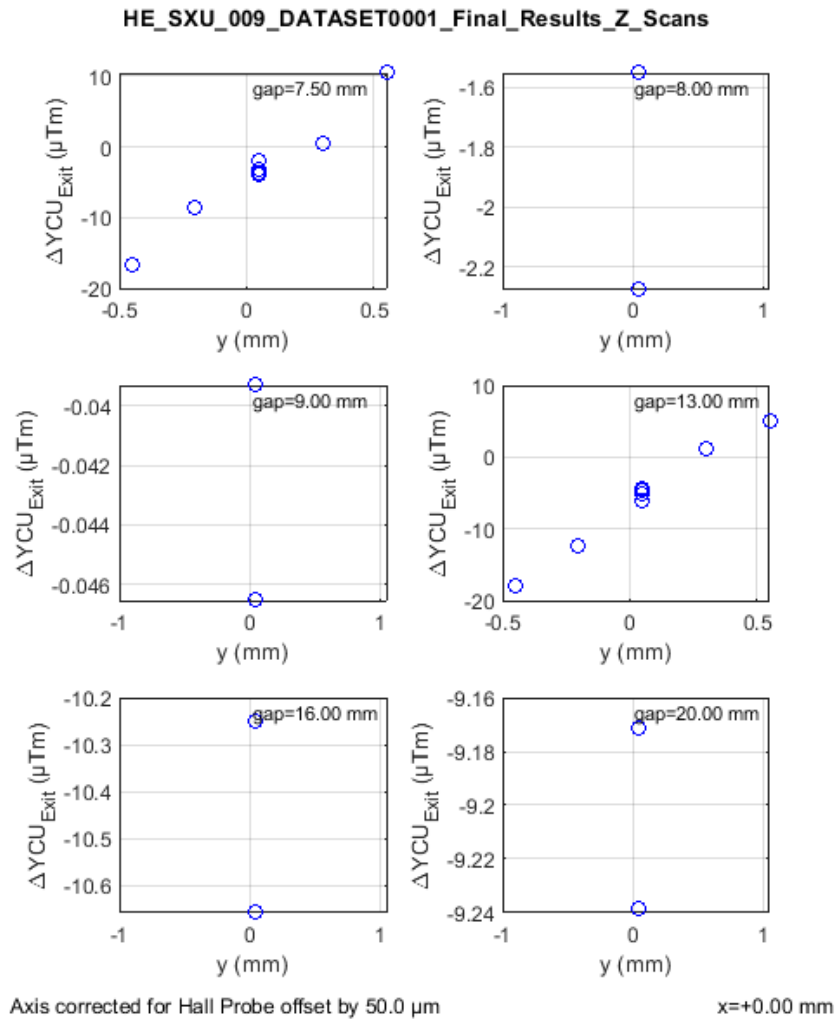 HE_SXU_009_DATASET0001_Final_Results_Z_Scans
gap=7.50 mm
10
0
-10
-20
-0.5
0
0.5
ΔYCU_Exit (µTm)
y (mm)
gap=8.00 mm
-1.6
-1.8
-2
-2.2
-1
0
1
ΔYCU_Exit (µTm)
y (mm)
gap=9.00 mm
-0.04
-0.042
-0.044
-0.046
-1
0
1
ΔYCU_Exit (µTm)
y (mm)
gap=13.00 mm
10
0
-10
-20
-0.5
0
0.5
ΔYCU_Exit (µTm)
y (mm)
gap=16.00 mm
-10.2
-10.3
-10.4
-10.5
-10.6
-1
0
1
ΔYCU_Exit (µTm)
y (mm)
gap=20.00 mm
-9.16
-9.18
-9.2
-9.22
-9.24
-1
0
1
ΔYCU_Exit (µTm)
y (mm)
Axis corrected for Hall Probe offset by 50.0 µm
x=+0.00 mm